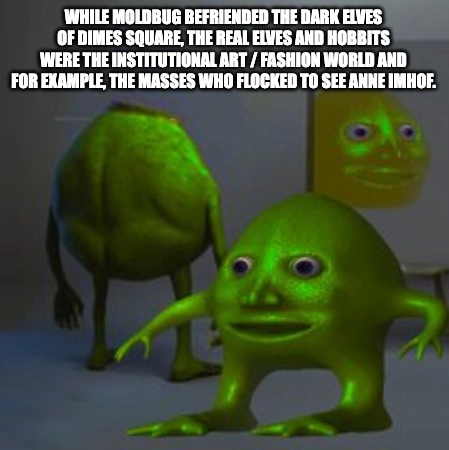 WHILE MOLDBUG BEFRIENDED THE DARK ELVES
OF DIMES SQUARE, THE REAL ELVES AND HOBBITS
WERE THE INSTITUTIONAL ART / FASHION WORLD AND
FOR EXAMPLE, THE MASSES WHO FLOCKED TO SEE ANNE IMHOF.